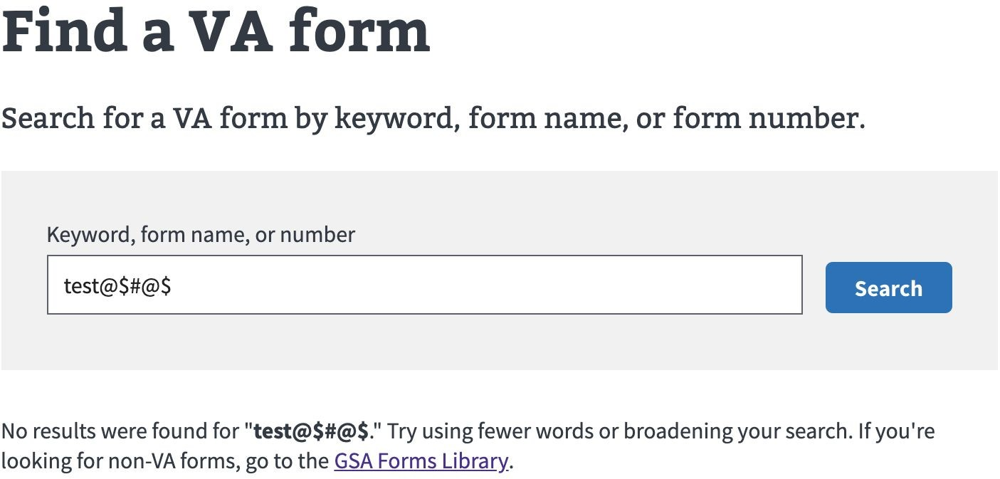 Find a VA form
Search for a VA form by keyword, form name, or form number.
Keyword, form name, or number
test@$#@$
Search
No results were found for "test@$#@$." Try using fewer words or broadening your search. If you're
looking for non-VA forms, go to the GSA Forms Library.